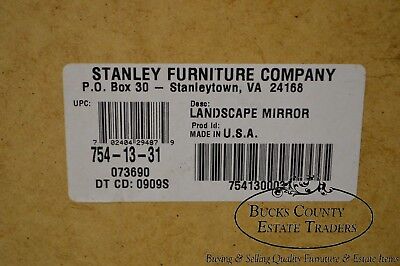 STANLEY FURNITURE COMPANY
P.O. Box 30 – Stanleytown, VA 24168
UPC:
7 02404 29487 9
754-13-31
073690
DT CD: 0909S
Desc:
LANDSCAPE MIRROR
Prod Id:
MADE IN U.S.A.
BUCKS COUNTY
ESTATE TRADERS
Buying & Selling Quality Furniture & Estate Items